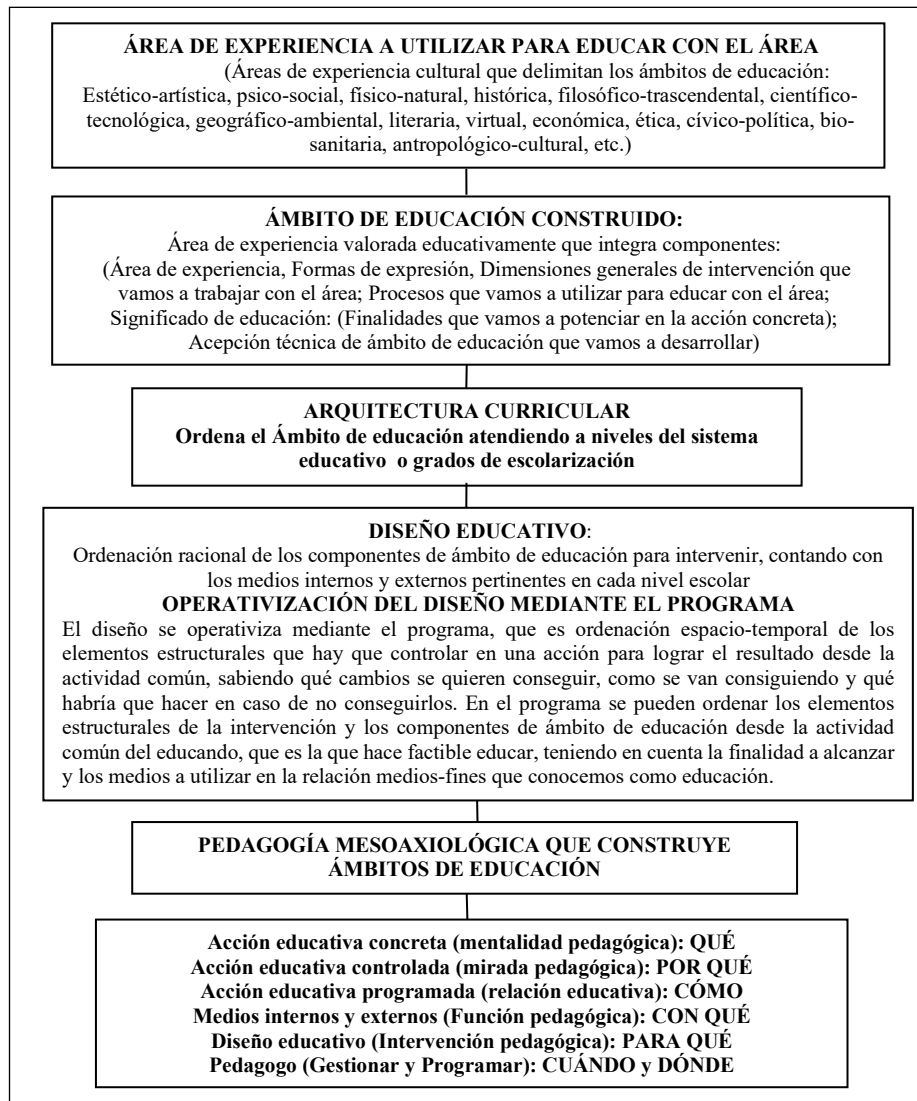 ÁREA DE EXPERIENCIA A UTILIZAR PARA EDUCAR CON EL ÁREA
(Áreas de experiencia cultural que delimitan los ámbitos de educación:
Estético-artística, psico-social, físico-natural, histórica, filosófico-trascendental, científico-
tecnológica, geográfico-ambiental, literaria, virtual, económica, ética, cívico-política, bio-
sanitaria, antropológico-cultural, etc.)
ÁMBITO DE EDUCACIÓN CONSTRUIDO:
Área de experiencia valorada educativamente que integra componentes:
(Área de experiencia, Formas de expresión, Dimensiones generales de intervención que
vamos a trabajar con el área; Procesos que vamos a utilizar para educar con el área;
Significado de educación: (Finalidades que vamos a potenciar en la acción concreta);
Acepción técnica de ámbito de educación que vamos a desarrollar)
ARQUITECTURA CURRICULAR
Ordena el Ámbito de educación atendiendo a niveles del sistema
educativo o grados de escolarización
DISEÑO EDUCATIVO:
Ordenación racional de los componentes de ámbito de educación para intervenir, contando con
los medios internos y externos pertinentes en cada nivel escolar
OPERATIVIZACIÓN DEL DISEÑO MEDIANTE EL PROGRAMA
El diseño se operativiza mediante el programa, que es ordenación espacio-temporal de los
elementos estructurales que hay que controlar en una acción para lograr el resultado desde la
actividad común, sabiendo qué cambios se quieren conseguir, como se van consiguiendo y qué
habría que hacer en caso de no conseguirlos. En el programa se pueden ordenar los elementos
estructurales de la intervención y los componentes de ámbito de educación desde la actividad
común del educando, que es la que hace factible educar, teniendo en cuenta la finalidad a alcanzar
y los medios a utilizar en la relación medios-fines que conocemos como educación.
PEDAGOGÍA MESOAXIOLÓGICA QUE CONSTRUYE
ÁMBITOS DE EDUCACIÓN
Acción educativa concreta (mentalidad pedagógica): QUÉ
Acción educativa controlada (mirada pedagógica): POR QUÉ
Acción educativa programada (relación educativa): CÓMO
Medios internos y externos (Función pedagógica): CON QUÉ
Diseño educativo (Intervención pedagógica): PARA QUÉ
Pedagogo (Gestionar y Programar): CUÁNDO y DÓNDE